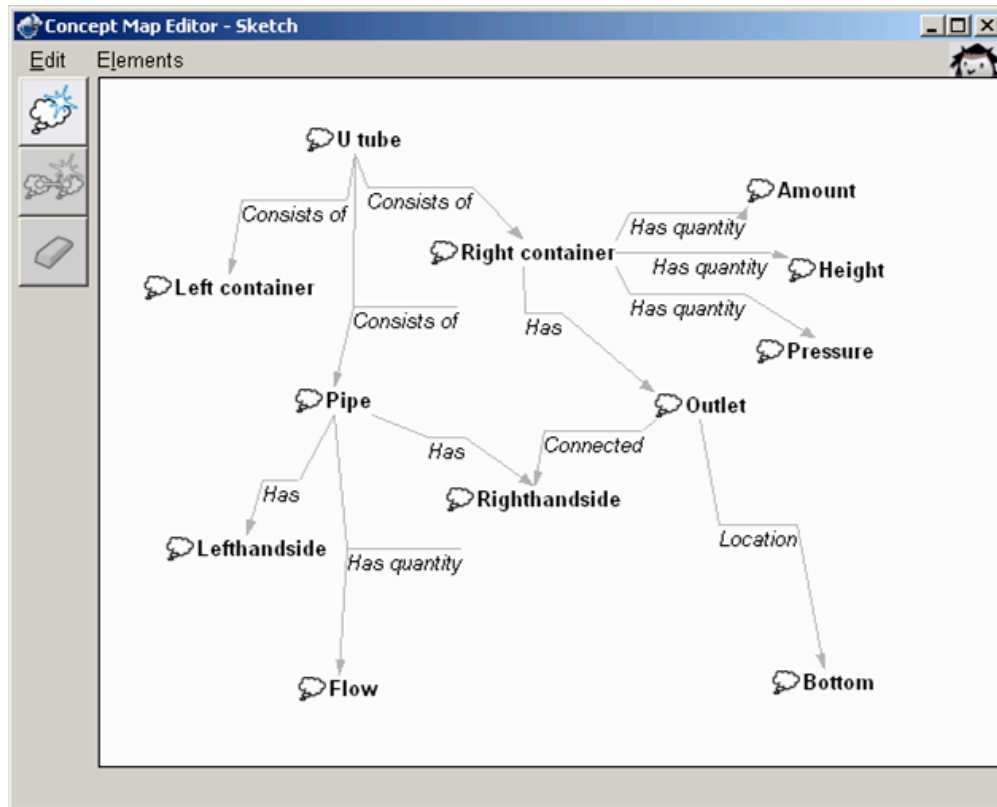 Concept Map Editor - Sketch
Edit Elements
U tube
Consists of
Consists of
Amount
Has quantity
Right container
Has quantity
Height
Left container
Has quantity
Consists of
Has
Pressure
Pipe
Outlet
Has
Connected
Has
Righthandside
Lefthandside
Location
Has quantity
Flow
Bottom